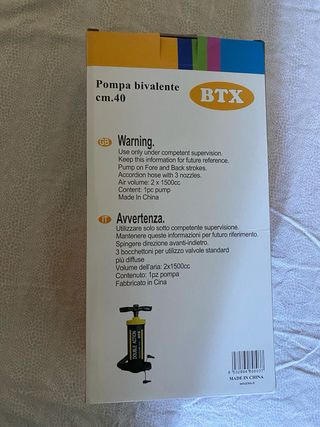 Pompa bivalente
cm.40
BTX
GB Warning.
Use only under competent supervision.
Keep this information for future reference.
Pump on Fore and Back strokes.
Accordion hose with 3 nozzles.
Air volume: 2 x 1500cc
Content: 1pc pump
Made In China
IT Avvertenza.
Utilizzare solo sotto competente supervisione.
Mantenere queste informazioni per futuro riferimento.
Spingere direzione avanti-indietro.
3 bocchettoni per utilizzo valvole standard
più diffuse
Volume dell'aria: 2x1500cc
Contenuto: 1pz pompa
Fabbricato in Cina
DOUBLE ACTION
MADE IN CHINA